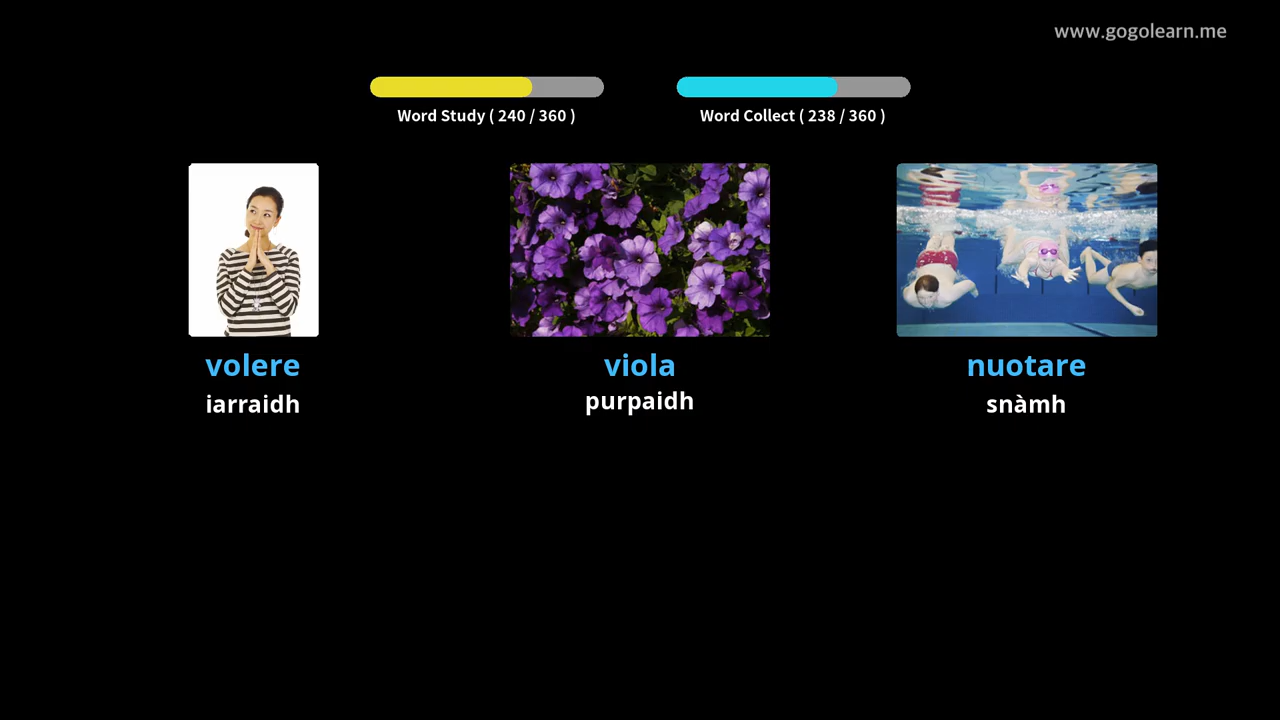 www.gogolearn.me
Word Study ( 240 / 360 )
Word Collect ( 238 / 360 )
volere
iarraidh
viola
purpaidh
nuotare
snàmh